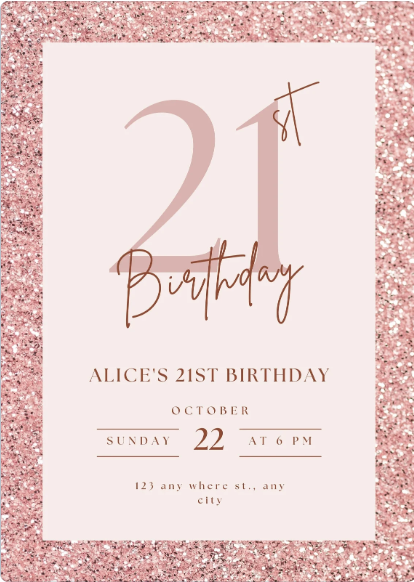 21st
Birthday
ALICE'S 21ST BIRTHDAY
OCTOBER
SUNDAY 22 AT 6 PM
123 any where st., any
city